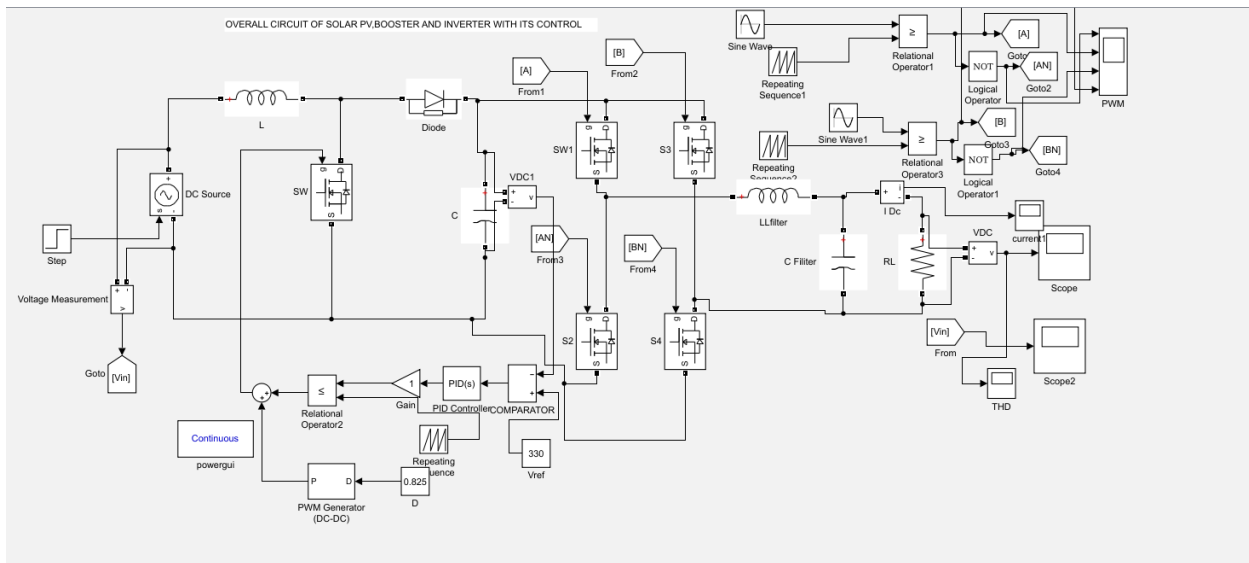 OVERALL CIRCUIT OF SOLAR PV,BOOSTER AND INVERTER WITH ITS CONTROL
Sine Wave
Repeating
Sequence1
≥
Relational
Operator1
[A]
Goto
NOT
Logical
Operator
[AN]
Goto2
PWM
[B]
From2
[A]
From1
L
Diode
SW1
S3
g
D
S
g
D
S
Sine Wave1
Repeating
≥
Relational
Operator3
[B]
Goto3
NOT
Logical
Operator1
[BN]
Goto4
DC Source
+
-
s
SW
g
D
S
C
VDC1
+
-
v
LLfilter
I Dc
+
-
i
current1
Step
[AN]
From3
[BN]
From4
C Filiter
RL
VDC
+
-
v
Scope
Voltage Measurement
+
-
v
Goto
[Vin]
S2
g
D
S
S4
g
D
S
[Vin]
From
Scope2
THD
+
+
≤
Relational
Operator2
1
Gain
PID(s)
PID Controller
−
+
COMPARATOR
Repeating
330
Vref
Continuous
powergui
P
D
PWM Generator
(DC-DC)
0.825
D